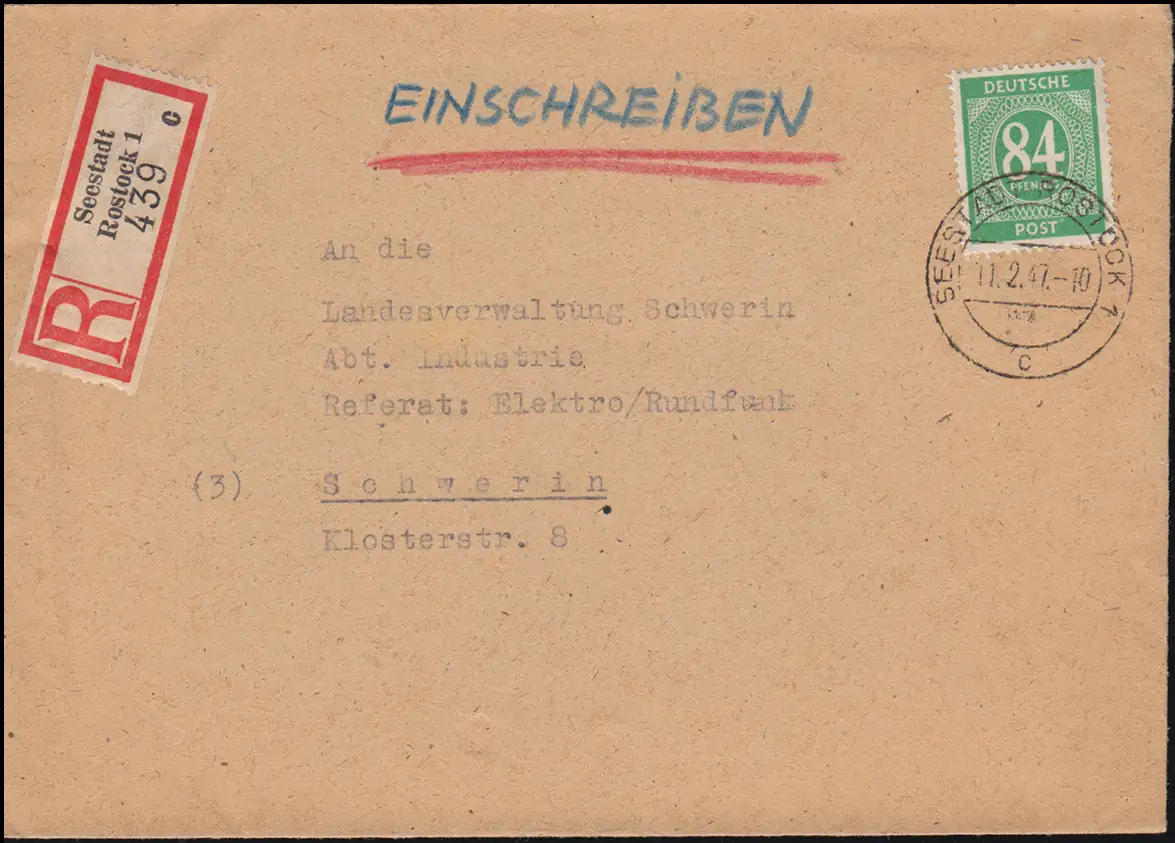 EINSCHREIBEN
Seestadt
Rostock 1
439
c
R
DEUTSCHE
84
PFENNIG
POST
SEESTADT ROSTOCK 1
11.2.47.-10
c
An die
Landesverwaltung Schwerin
Abt. Industrie
Referat: Elektro/Rundfunk
(3) Schwerin
Klosterstr. 8